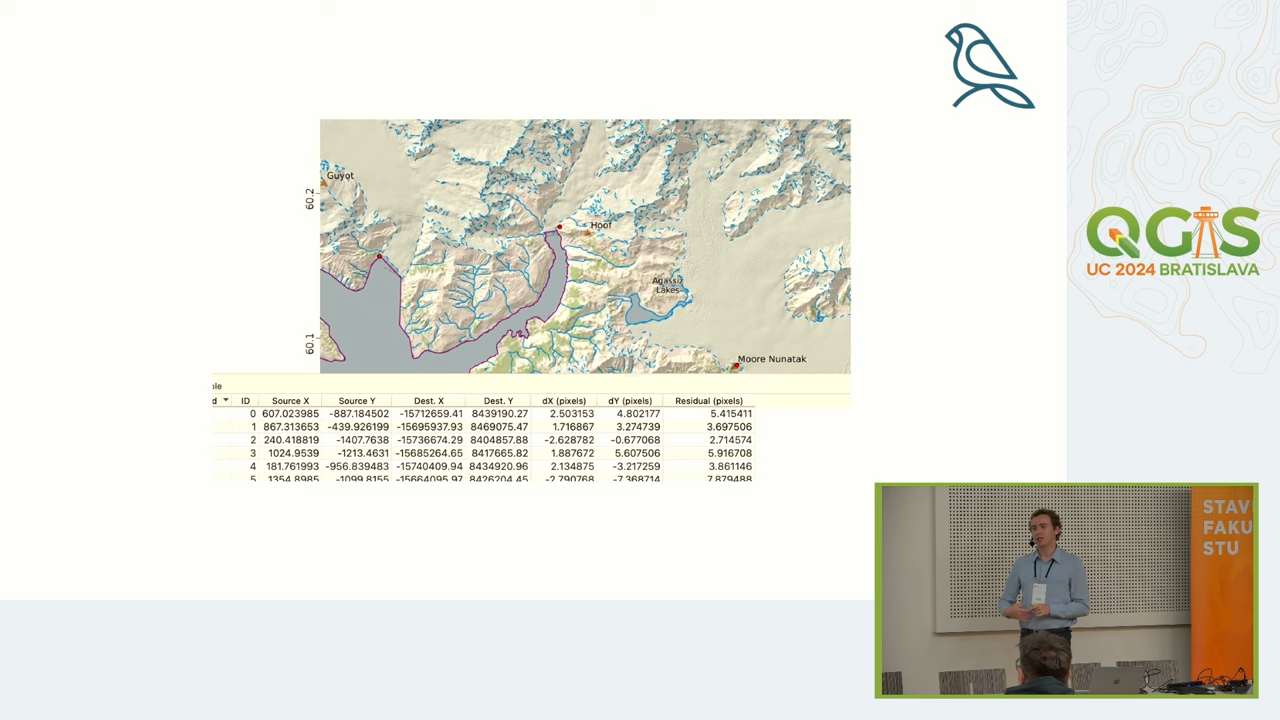 Guyot
60.2
Hoof
Agassiz
Lakes
60.1
Moore Nunatak
ID Source X Source Y Dest. X Dest. Y dX (pixels) dY (pixels) Residual (pixels)
0 607.023985 -887.184502 -15712659.41 8439190.27 2.503153 4.802177 5.415411
1 867.313653 -439.926199 -15695937.93 8469075.47 1.716867 3.274739 3.697506
2 240.418819 -1407.7638 -15736674.29 8404857.88 -2.628782 -0.677068 2.714574
3 1024.9539 -1213.4631 -15685264.65 8417665.82 1.887672 5.607506 5.916708
4 181.761993 -956.839483 -15740409.94 8434920.96 2.134875 -3.217259 3.861146
5 1354.8985 -1099.8155 -15664095.97 8426204.45 -2.790768 -7.368714 7.879488
QGIS
UC 2024 BRATISLAVA
STAV
FAKU
STU